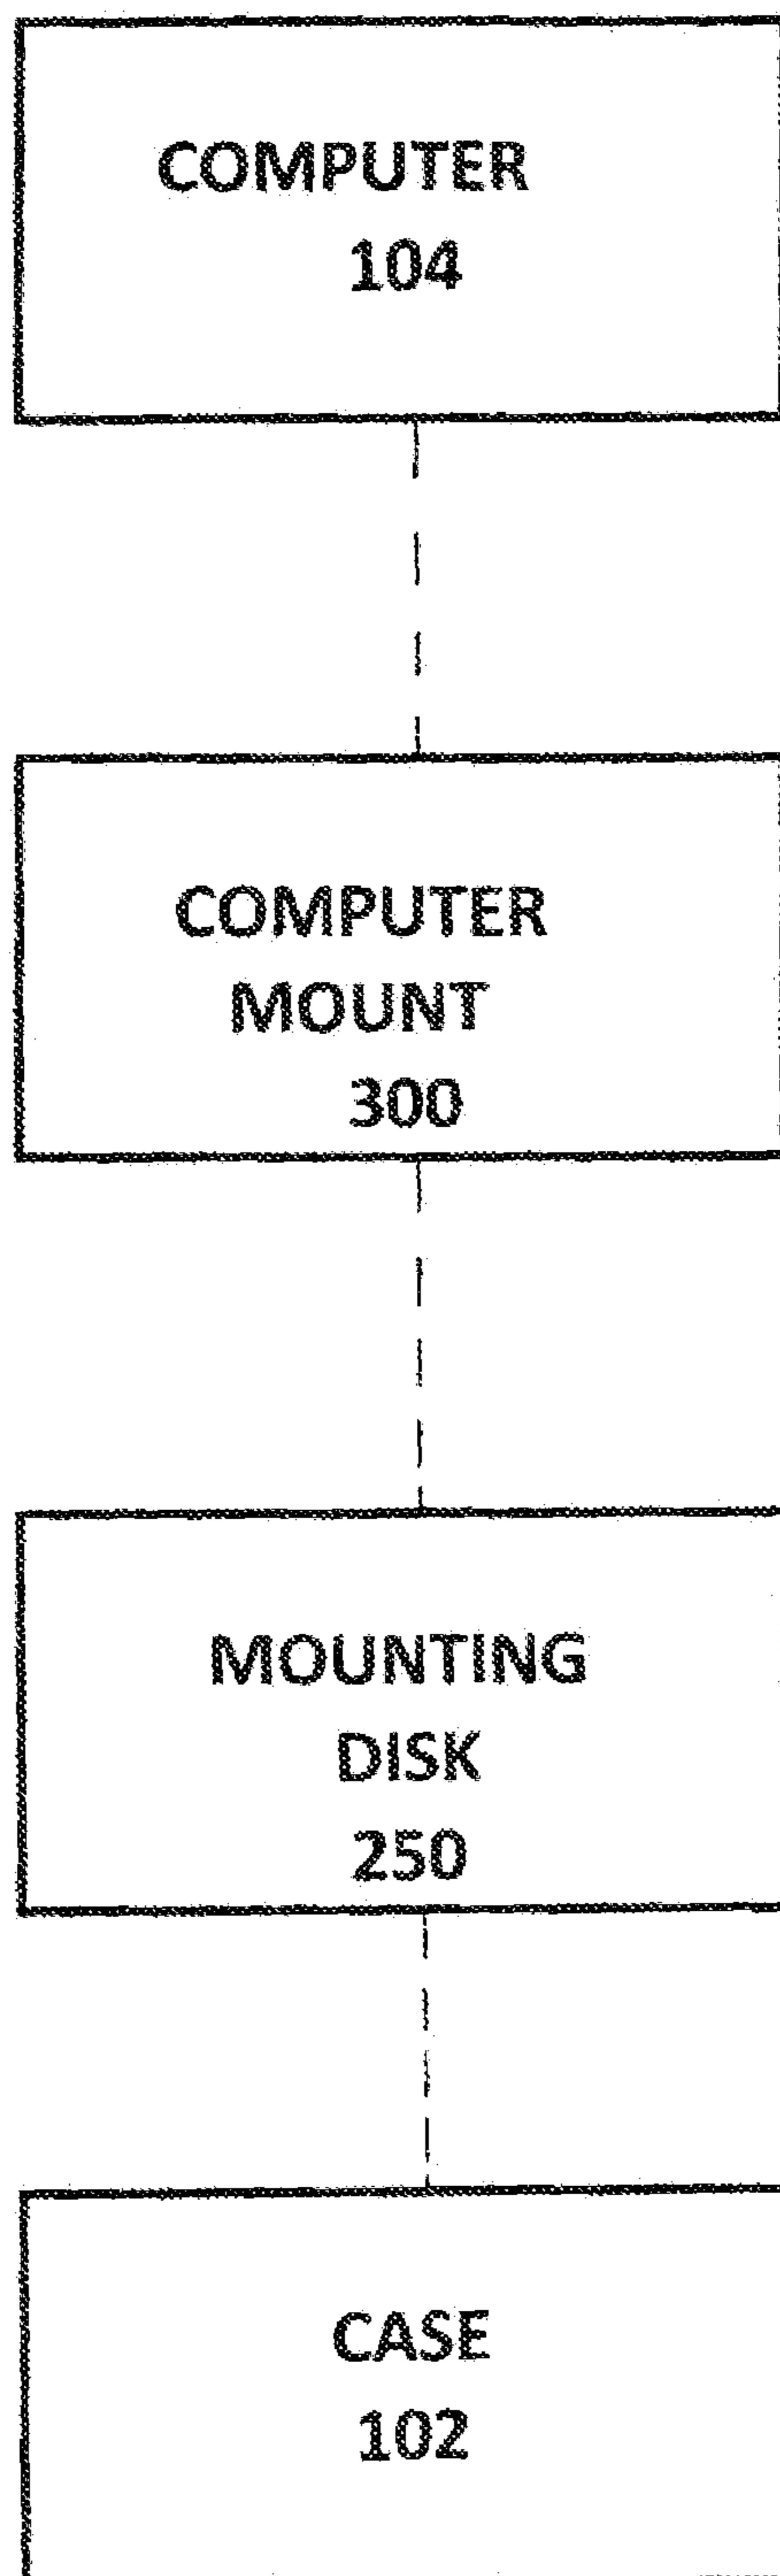 COMPUTER
104
COMPUTER
MOUNT
300
MOUNTING
DISK
250
CASE
102